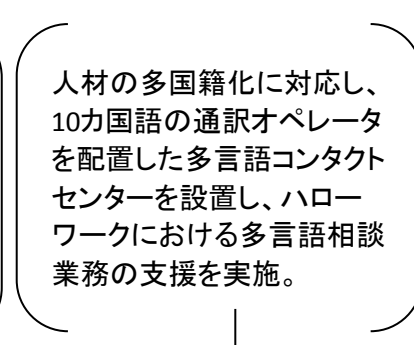 人材の多国籍化に対応し、
10カ国語の通訳オペレータ
を配置した多言語コンタクト
センターを設置し、ハロー
ワークにおける多言語相談
業務の支援を実施。